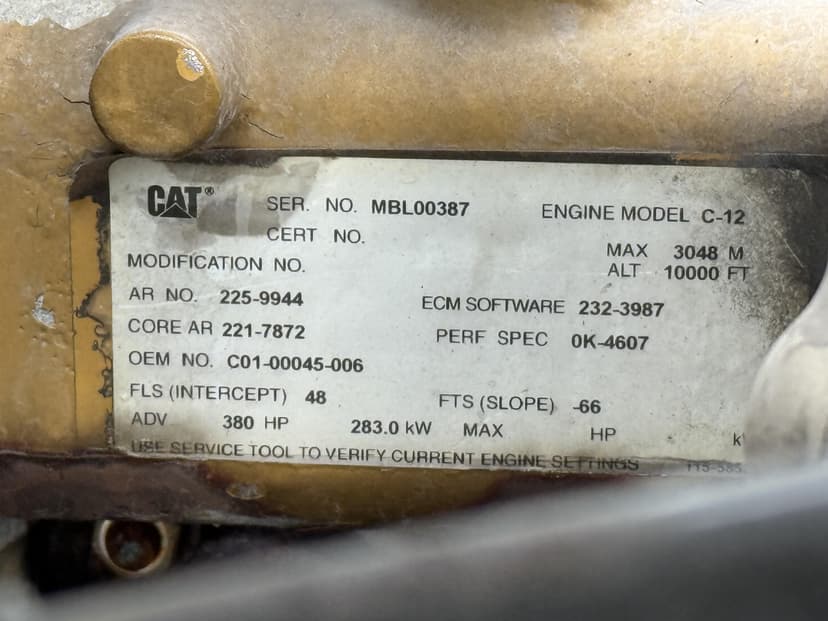 CAT® SER. NO. MBL00387 ENGINE MODEL C-12
CERT NO. MAX 3048 M
MODIFICATION NO. ALT 10000 FT
AR NO. 225-9944 ECM SOFTWARE 232-3987
CORE AR 221-7872 PERF SPEC 0K-4607
OEM NO. C01-00045-006
FLS (INTERCEPT) 48 FTS (SLOPE) -66
ADV 380 HP 283.0 kW MAX HP
USE SERVICE TOOL TO VERIFY CURRENT ENGINE SETTINGS